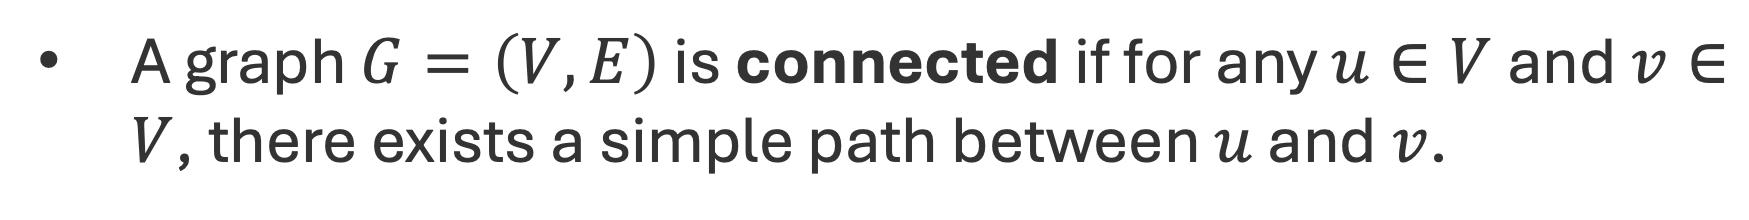 • A graph 𝐺 = (𝑉, 𝐸) is connected if for any 𝑢 ∈ 𝑉 and 𝑣 ∈
𝑉, there exists a simple path between 𝑢 and 𝑣.